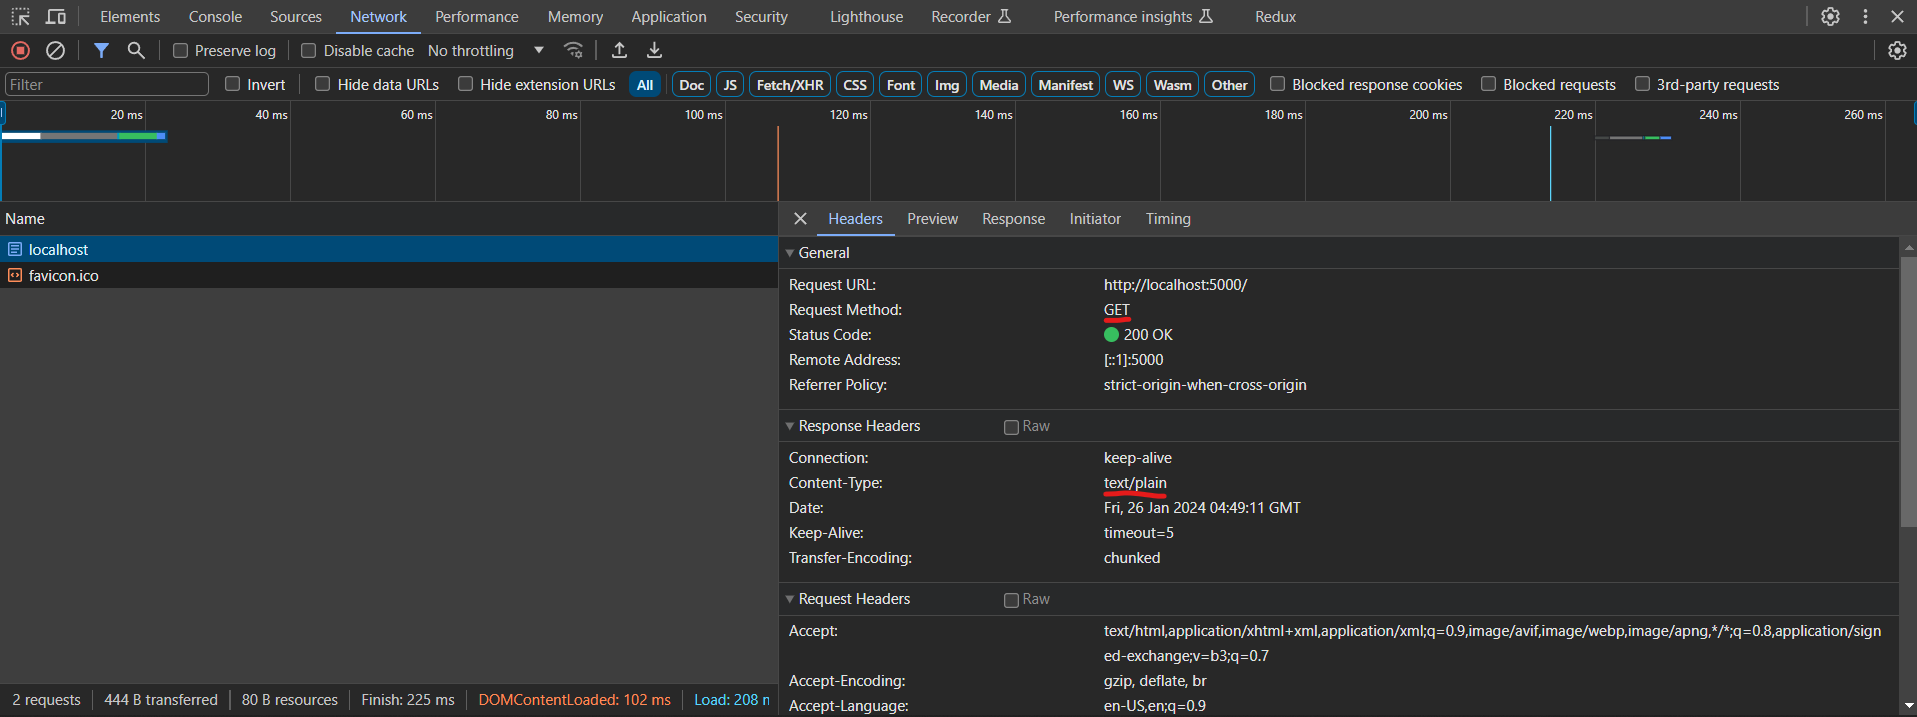 Elements Console Sources Network Performance Memory Application Security Lighthouse Recorder Performance insights Redux
Preserve log Disable cache No throttling
Filter Invert Hide data URLs Hide extension URLs All Doc JS Fetch/XHR CSS Font Img Media Manifest WS Wasm Other Blocked response cookies Blocked requests 3rd-party requests
20 ms 40 ms 60 ms 80 ms 100 ms 120 ms 140 ms 160 ms 180 ms 200 ms 220 ms 240 ms 260 ms
Name
localhost
favicon.ico
Headers Preview Response Initiator Timing
General
Request URL: http://localhost:5000/
Request Method: GET
Status Code: 200 OK
Remote Address: [::1]:5000
Referrer Policy: strict-origin-when-cross-origin
Response Headers Raw
Connection: keep-alive
Content-Type: text/plain
Date: Fri, 26 Jan 2024 04:49:11 GMT
Keep-Alive: timeout=5
Transfer-Encoding: chunked
Request Headers Raw
Accept: text/html,application/xhtml+xml,application/xml;q=0.9,image/avif,image/webp,image/apng,*/*;q=0.8,application/sign
ed-exchange;v=b3;q=0.7
Accept-Encoding: gzip, deflate, br
Accept-Language: en-US,en;q=0.9
2 requests 444 B transferred 80 B resources Finish: 225 ms DOMContentLoaded: 102 ms Load: 208 m